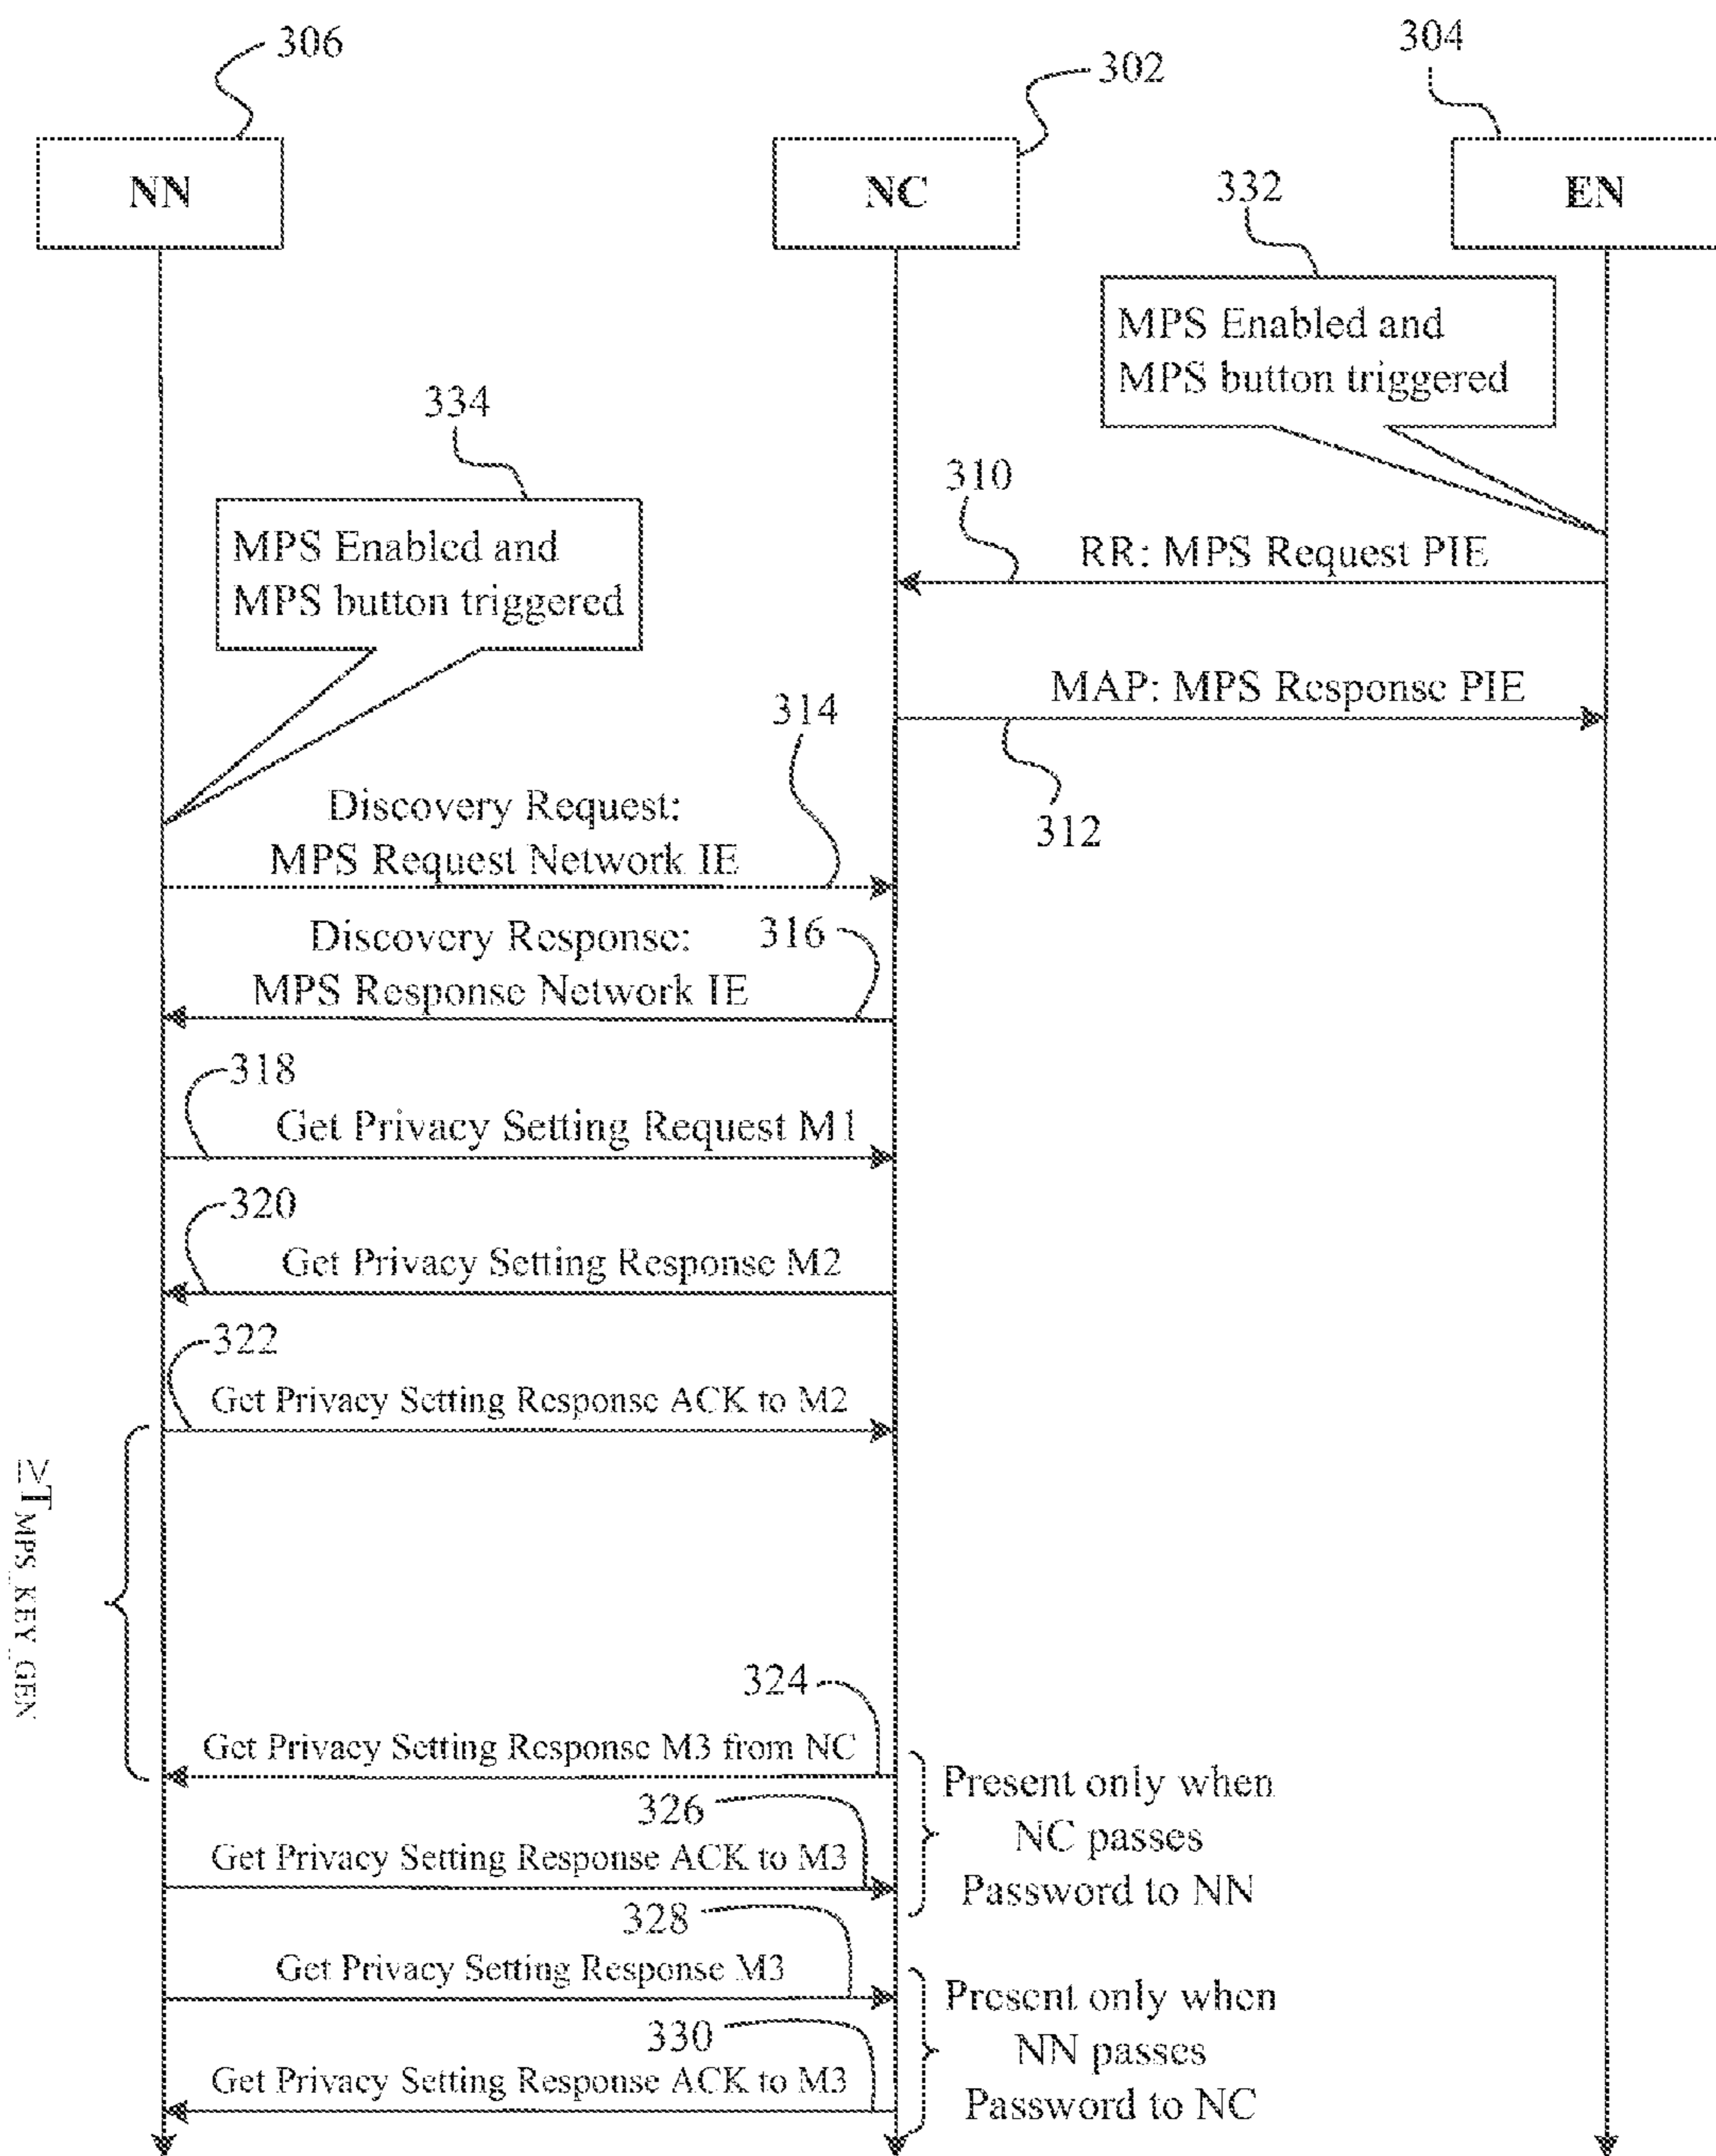 306
302
304
NN
NC
EN
332
MPS Enabled and
MPS button triggered
334
310
MPS Enabled and
MPS button triggered
RR: MPS Request PIE
MAP: MPS Response PIE
314
312
Discovery Request:
MPS Request Network IE
Discovery Response:
316
MPS Response Network IE
318
Get Privacy Setting Request M1
320
Get Privacy Setting Response M2
322
Get Privacy Setting Response ACK to M2
≥T MPS_KEY_GEN
324
Get Privacy Setting Response M3 from NC
Present only when
NC passes
Password to NN
326
Get Privacy Setting Response ACK to M3
328
Get Privacy Setting Response M3
Present only when
NN passes
Password to NC
330
Get Privacy Setting Response ACK to M3